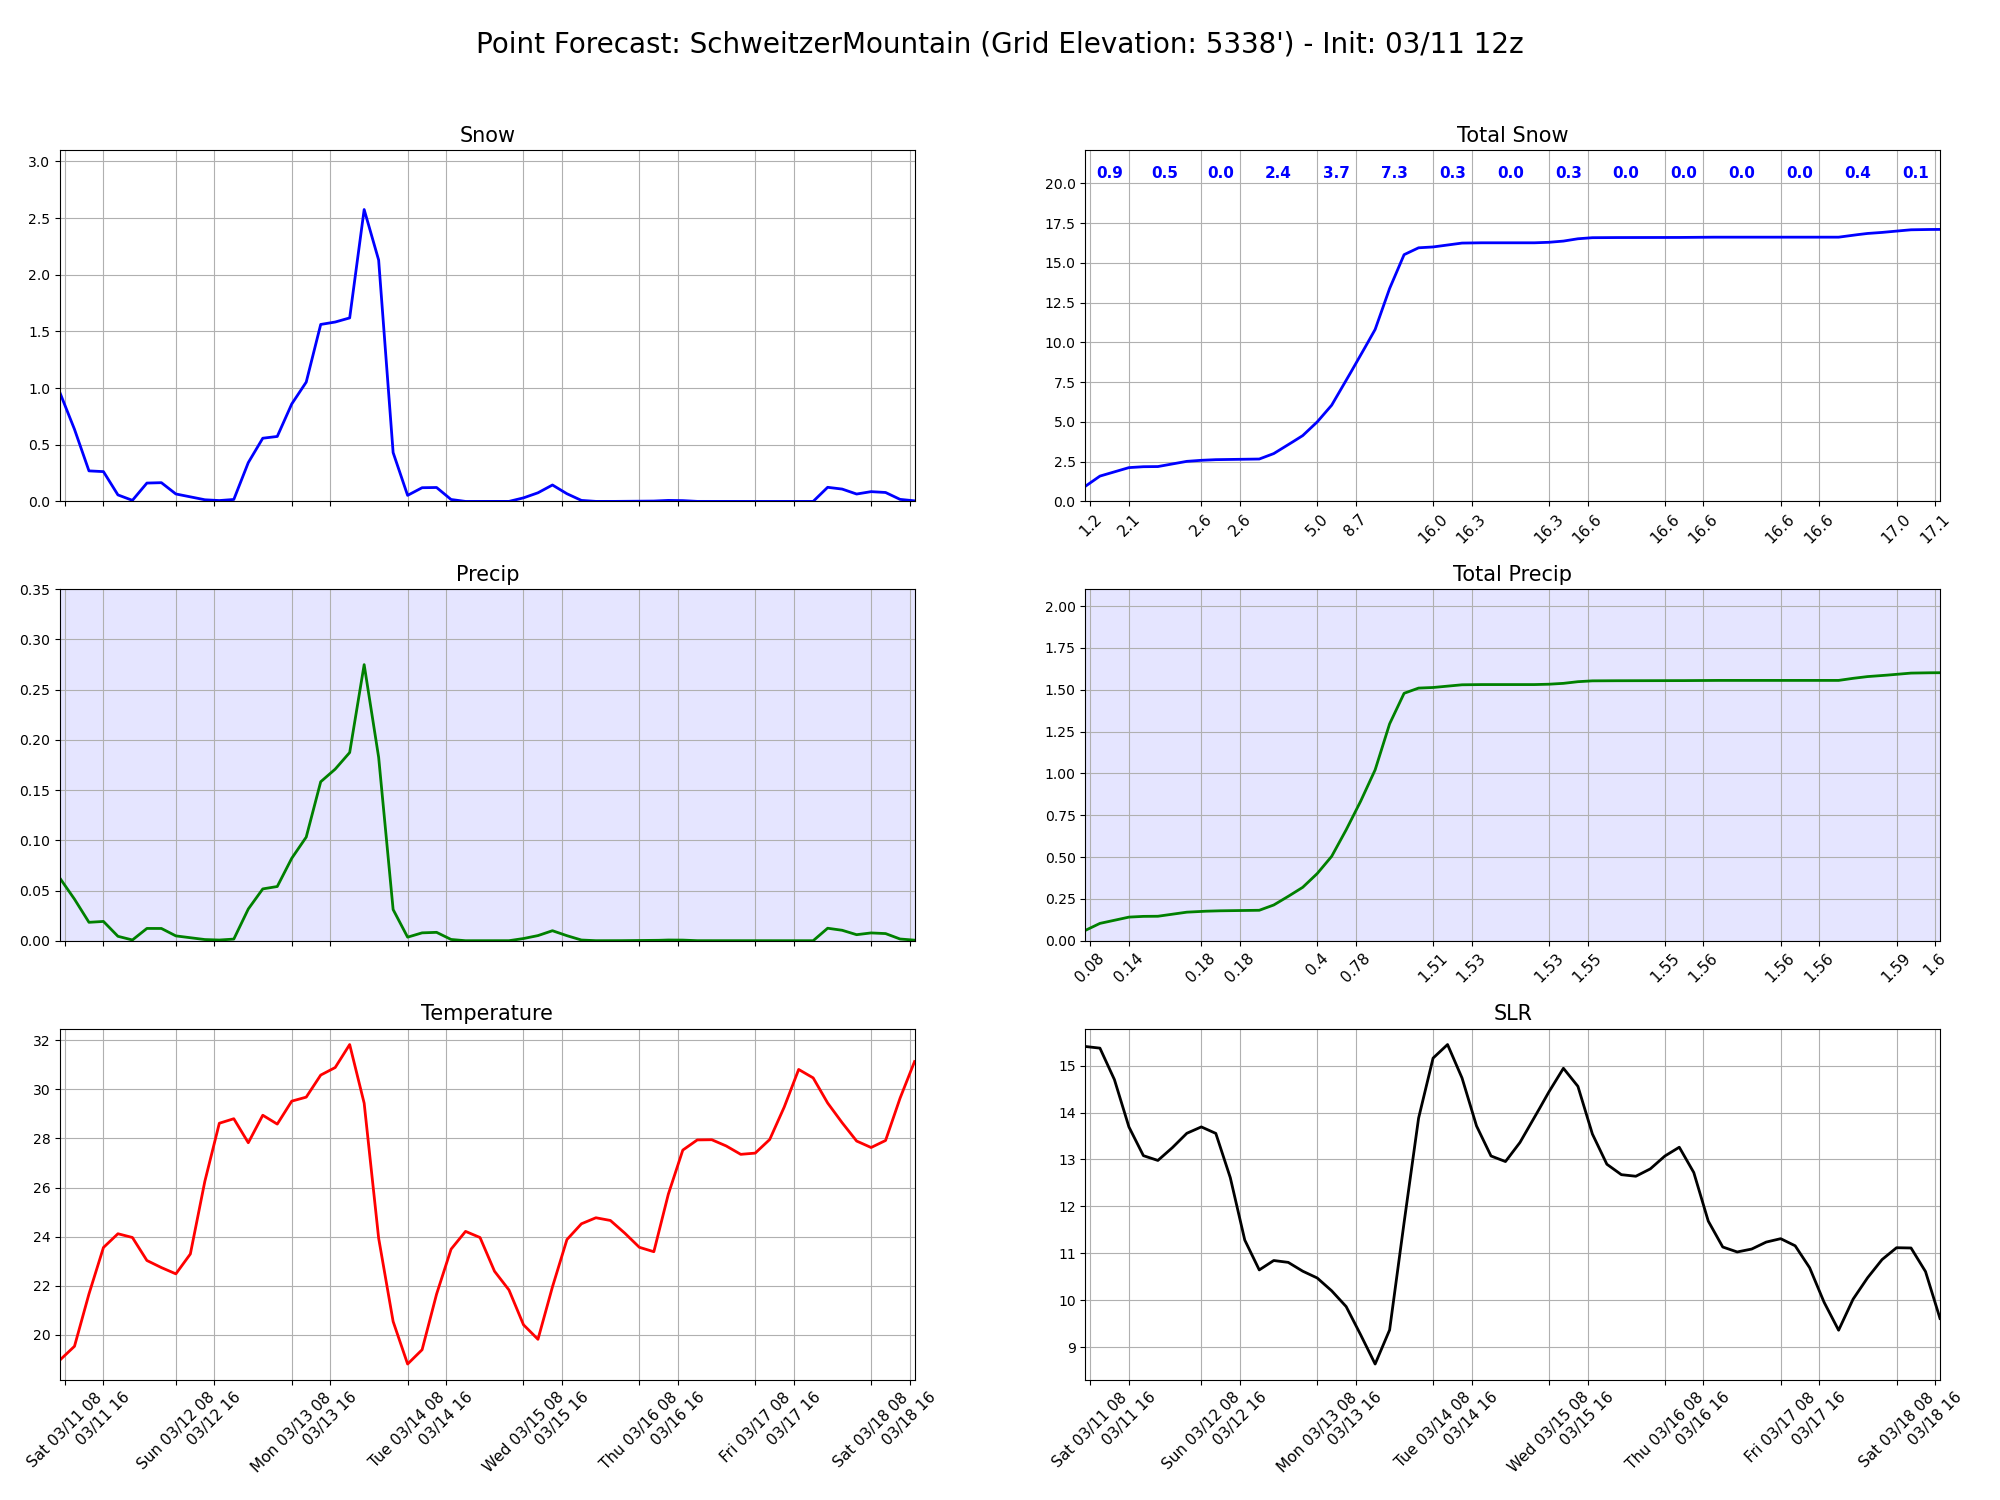 Point Forecast: SchweitzerMountain (Grid Elevation: 5338') - Init: 03/11 12z
Snow
3.0
2.5
2.0
1.5
1.0
0.5
0.0
Total Snow
0.9 0.5 0.0 2.4 3.7 7.3 0.3 0.0 0.3 0.0 0.0 0.0 0.0 0.4 0.1
20.0
17.5
15.0
12.5
10.0
7.5
5.0
2.5
0.0
1.2 2.1 2.6 2.6 5.0 8.7 16.0 16.3 16.3 16.6 16.6 16.6 16.6 16.6 17.0 17.1
Precip
0.35
0.30
0.25
0.20
0.15
0.10
0.05
0.00
Total Precip
2.00
1.75
1.50
1.25
1.00
0.75
0.50
0.25
0.00
0.08 0.14 0.18 0.18 0.4 0.78 1.51 1.53 1.53 1.55 1.55 1.56 1.56 1.56 1.59 1.6
Temperature
32
30
28
26
24
22
20
Sat 03/11 08
03/11 16
Sun 03/12 08
03/12 16
Mon 03/13 08
03/13 16
Tue 03/14 08
03/14 16
Wed 03/15 08
03/15 16
Thu 03/16 08
03/16 16
Fri 03/17 08
03/17 16
Sat 03/18 08
03/18 16
SLR
15
14
13
12
11
10
9
Sat 03/11 08
03/11 16
Sun 03/12 08
03/12 16
Mon 03/13 08
03/13 16
Tue 03/14 08
03/14 16
Wed 03/15 08
03/15 16
Thu 03/16 08
03/16 16
Fri 03/17 08
03/17 16
Sat 03/18 08
03/18 16